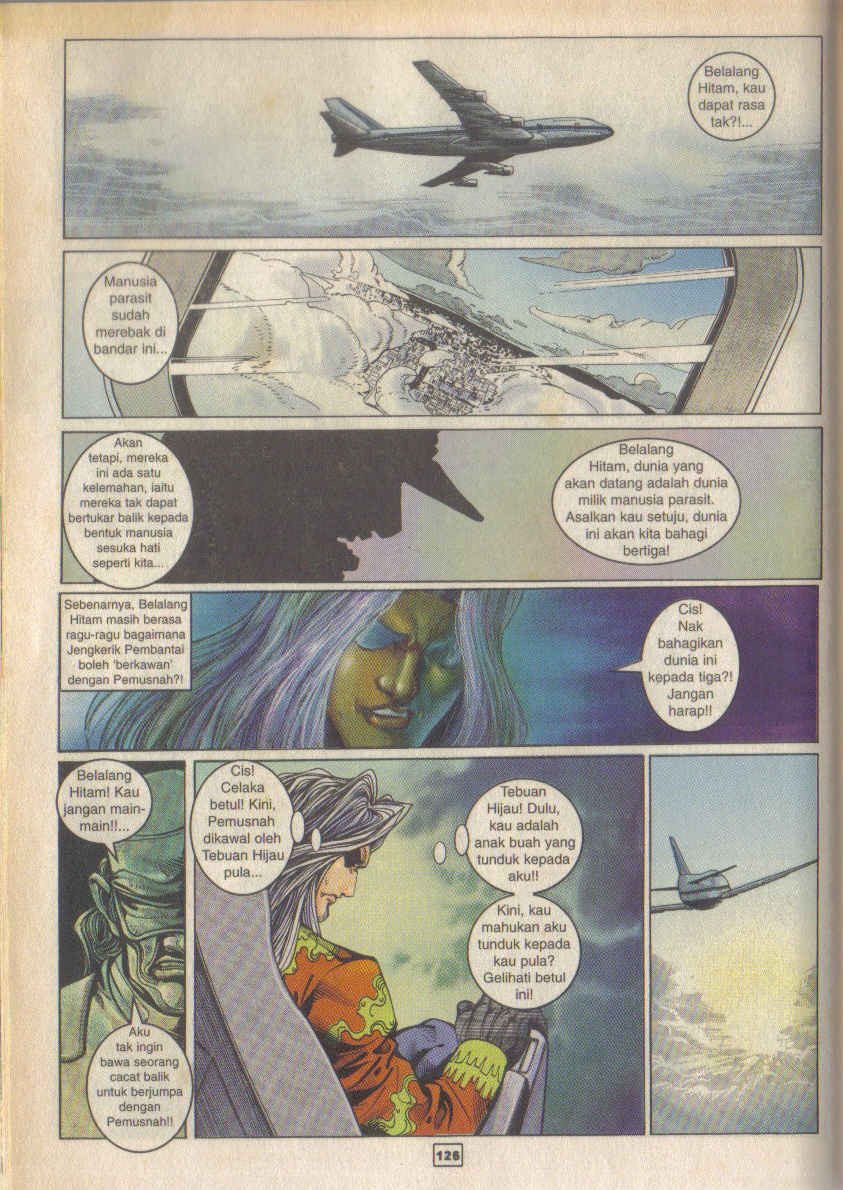 Belalang
Hitam, kau
dapat rasa
tak?!...
Manusia
parasit
sudah
merebak di
bandar ini...
Akan
tetapi, mereka
ini ada satu
kelemahan, iaitu
mereka tak dapat
bertukar balik kepada
bentuk manusia
sesuka hati
seperti kita...
Belalang
Hitam, dunia yang
akan datang adalah dunia
milik manusia parasit.
Asalkan kau setuju, dunia
ini akan kita bahagi
bertiga!
Sebenarnya, Belalang
Hitam masih berasa
ragu-ragu bagaimana
Jengkerik Pembantai
boleh 'berkawan'
dengan Pemusnah?!
Cis!
Nak
bahagikan
dunia ini
kepada tiga?!
Jangan
harap!!
Belalang
Hitam! Kau
jangan main-
main!!...
Aku
tak ingin
bawa seorang
cacat balik
untuk berjumpa
dengan
Pemusnah!!
Cis!
Celaka
betul! Kini,
Pemusnah
dikawal oleh
Tebuan Hijau
pula...
Tebuan
Hijau! Dulu,
kau adalah
anak buah yang
tunduk kepada
aku!!
Kini, kau
mahukan aku
tunduk kepada
kau pula?
Gelihati betul
ini!
126